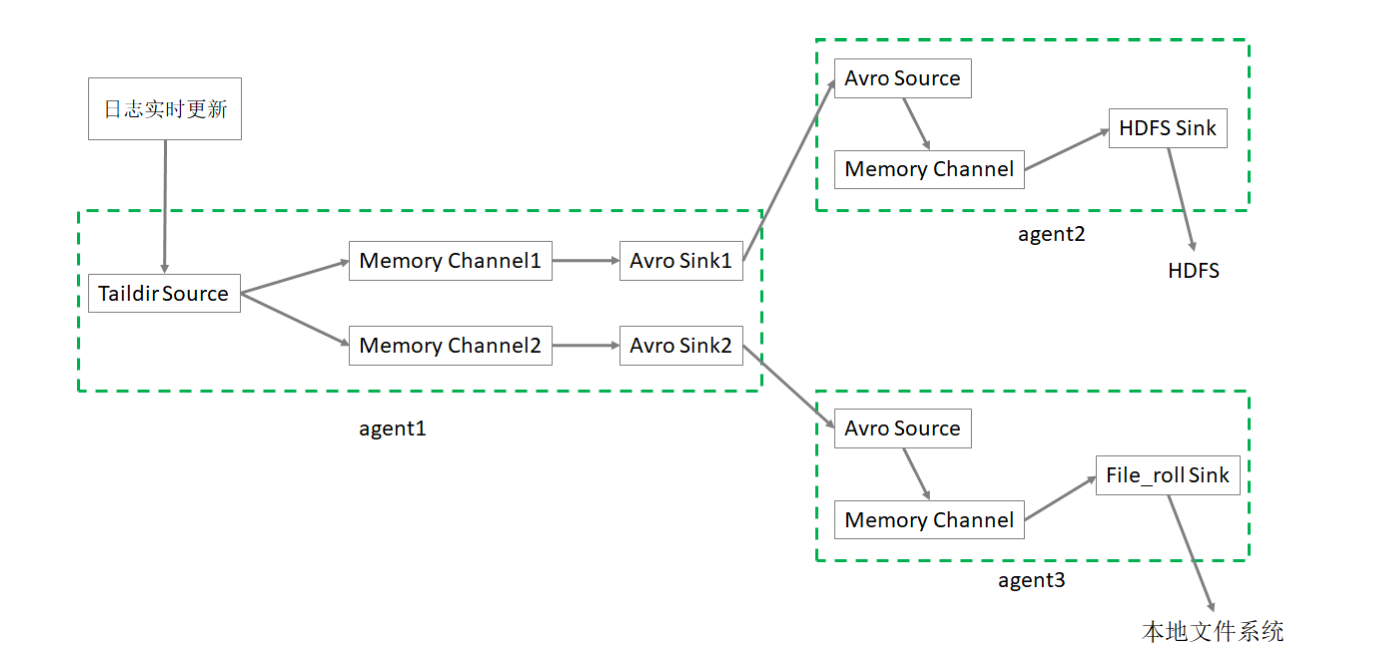 日志实时更新
Taildir Source
Memory Channel1
Avro Sink1
Memory Channel2
Avro Sink2
agent1
Avro Source
Memory Channel
HDFS Sink
agent2
HDFS
Avro Source
Memory Channel
File_roll Sink
agent3
本地文件系统